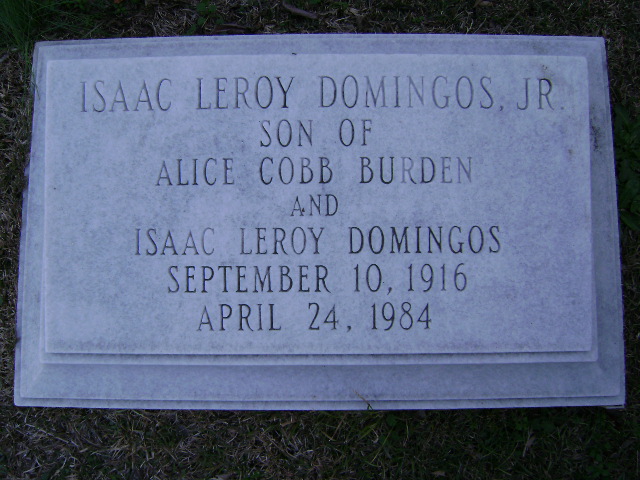 ISAAC LEROY DOMINGOS, JR.
SON OF
ALICE COBB BURDEN
AND
ISAAC LEROY DOMINGOS
SEPTEMBER 10, 1916
APRIL 24, 1984